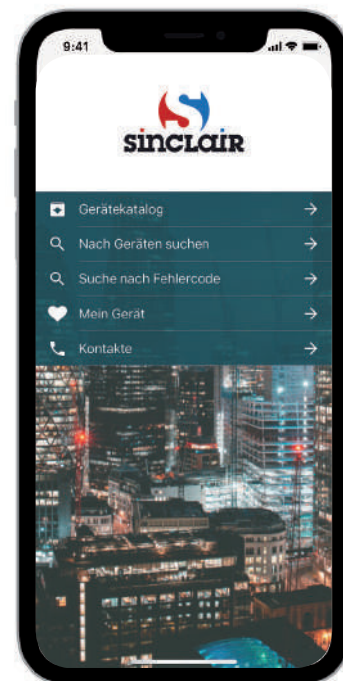 9:41
sinclair
Gerätekatalog
Nach Geräten suchen
Suche nach Fehlercode
Mein Gerät
Kontakte